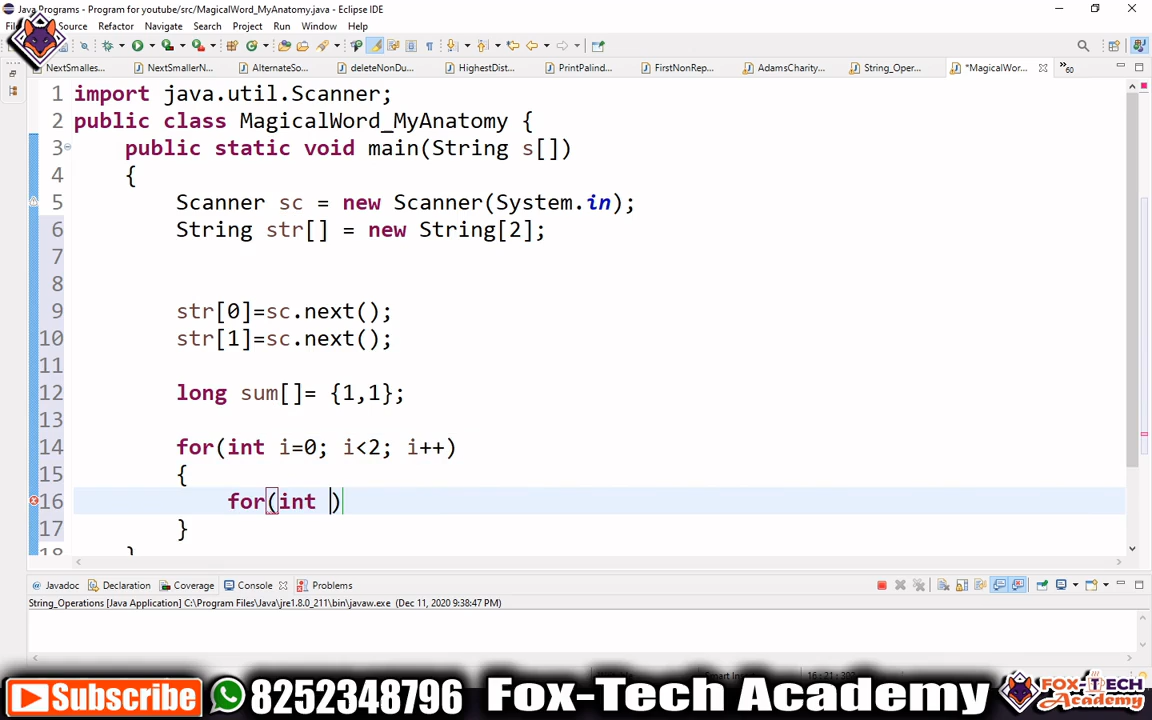 Java Programs - Program for youtube/src/MagicalWord_MyAnatomy.java - Eclipse IDE
Source Refactor Navigate Search Project Run Window Help
NextSmalles... NextSmallerN... AlternateSo... deleteNonDu... HighestDist... PrintPalind... FirstNonRep... AdamsCharity... String_Oper... *MagicalWor... 60
1 import java.util.Scanner;
2 public class MagicalWord_MyAnatomy {
3 public static void main(String s[])
4 {
5 Scanner sc = new Scanner(System.in);
6 String str[] = new String[2];
7
8
9 str[0]=sc.next();
10 str[1]=sc.next();
11
12 long sum[]= {1,1};
13
14 for(int i=0; i<2; i++)
15 {
16 for(int )
17 }
18 }
Javadoc Declaration Coverage Console Problems
String_Operations [Java Application] C:\Program Files\Java\jre1.8.0_211\bin\javaw.exe (Dec 11, 2020 9:38:47 PM)
Subscribe 8252348796 Fox-Tech Academy FOX-TECH Academy